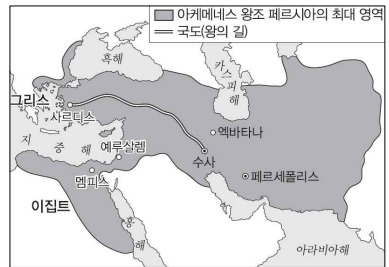 아케메네스 왕조 페르시아의 최대 영역
국도(왕의 길)
흑해
카스피해
그리스
사르디스
엑바타나
지중해
예루살렘
수사
멤피스
페르세폴리스
이집트
홍해
아라비아해